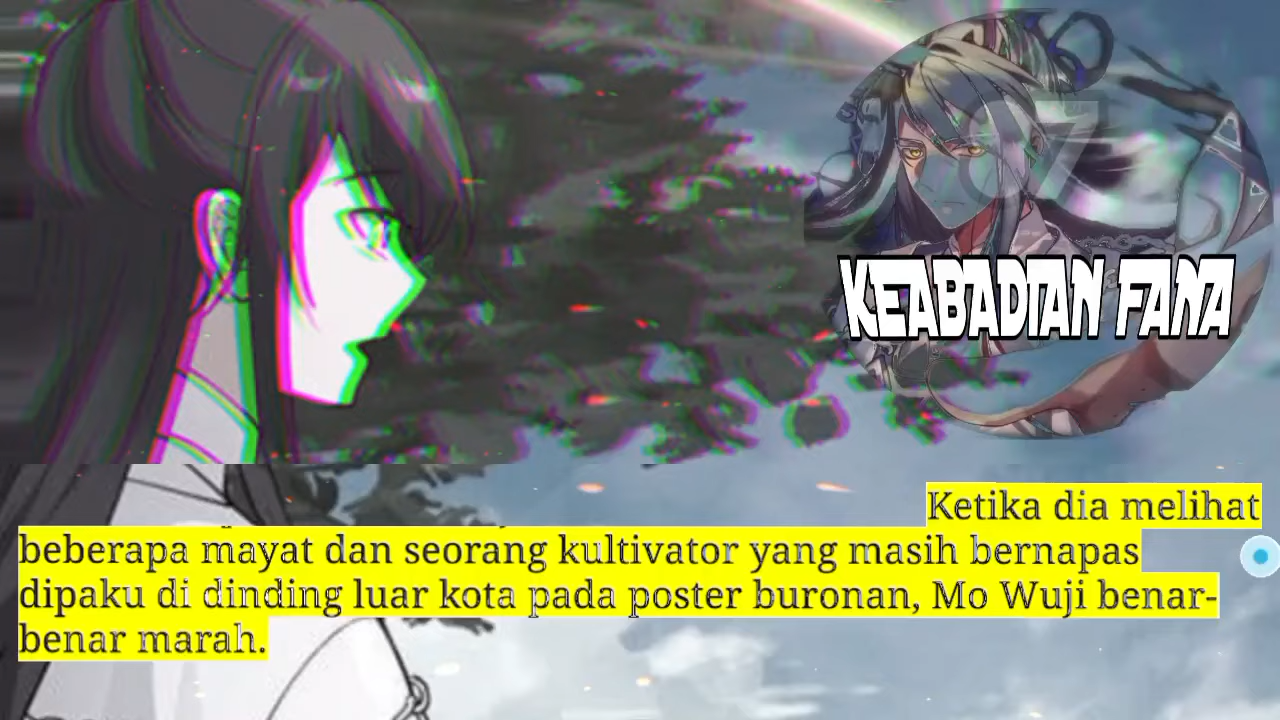 KEABADIAN FANA
Ketika dia melihat
beberapa mayat dan seorang kultivator yang masih bernapas
dipaku di dinding luar kota pada poster buronan, Mo Wuji benar-
benar marah.